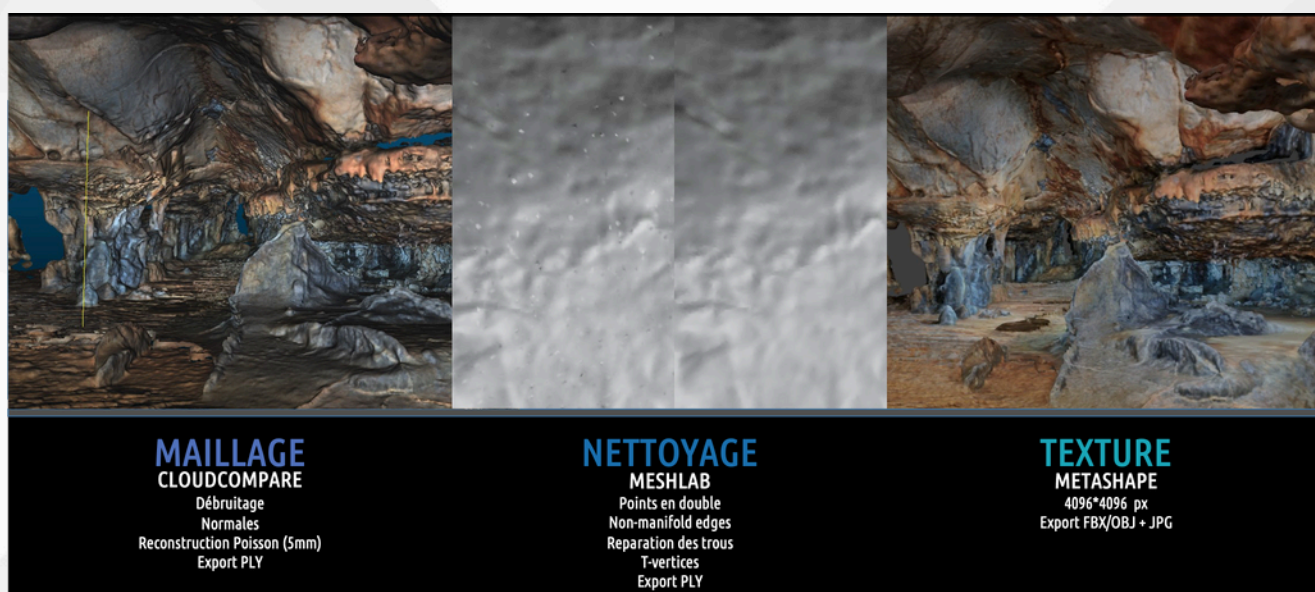 MAILLAGE
CLOUDCOMPARE
Débruitage
Normales
Reconstruction Poisson (5mm)
Export PLY
NETTOYAGE
MESHLAB
Points en double
Non-manifold edges
Reparation des trous
T-vertices
Export PLY
TEXTURE
METASHAPE
4096*4096 px
Export FBX/OBJ + JPG